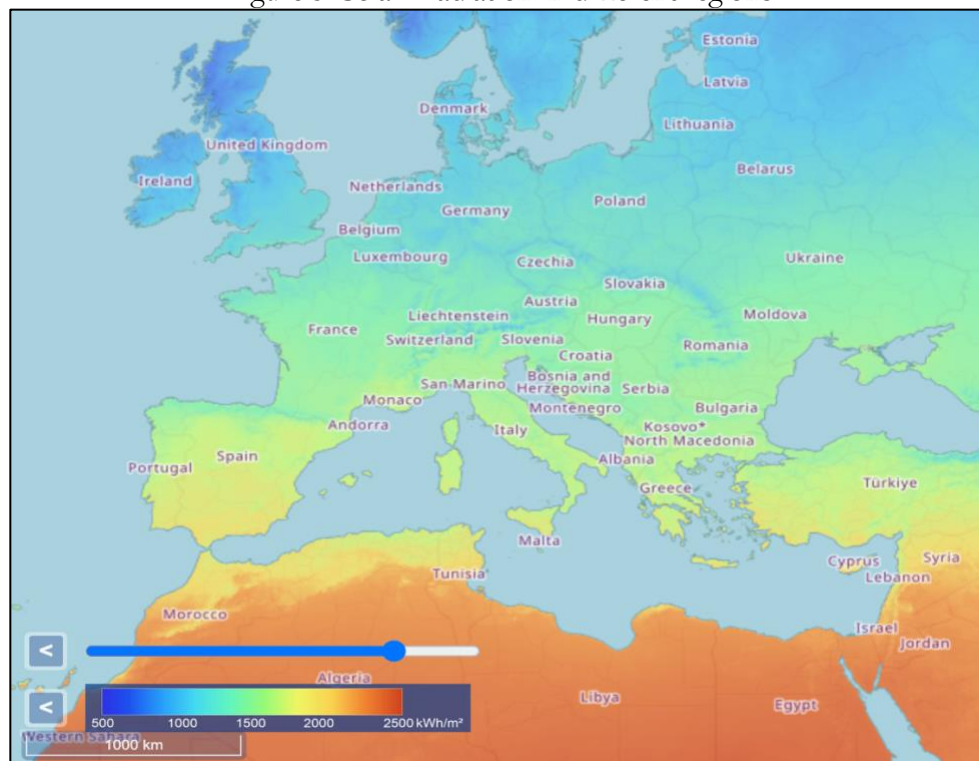 Estonia
Latvia
Denmark
Lithuania
United Kingdom
Belarus
Ireland
Netherlands
Poland
Germany
Belgium
Luxembourg
Czechia
Ukraine
Slovakia
Austria
Liechtenstein
Hungary
Moldova
France
Switzerland
Slovenia
Romania
Croatia
San Marino
Bosnia and
Herzegovina
Serbia
Monaco
Montenegro
Bulgaria
Andorra
Italy
Kosovo*
North Macedonia
Portugal
Spain
Albania
Greece
Türkiye
Malta
Cyprus
Syria
Lebanon
Tunisia
Morocco
Israel
Jordan
<
Algeria
Libya
Egypt
<
500 1000 1500 2000 2500 kWh/m²
Western Sahara
1000 km